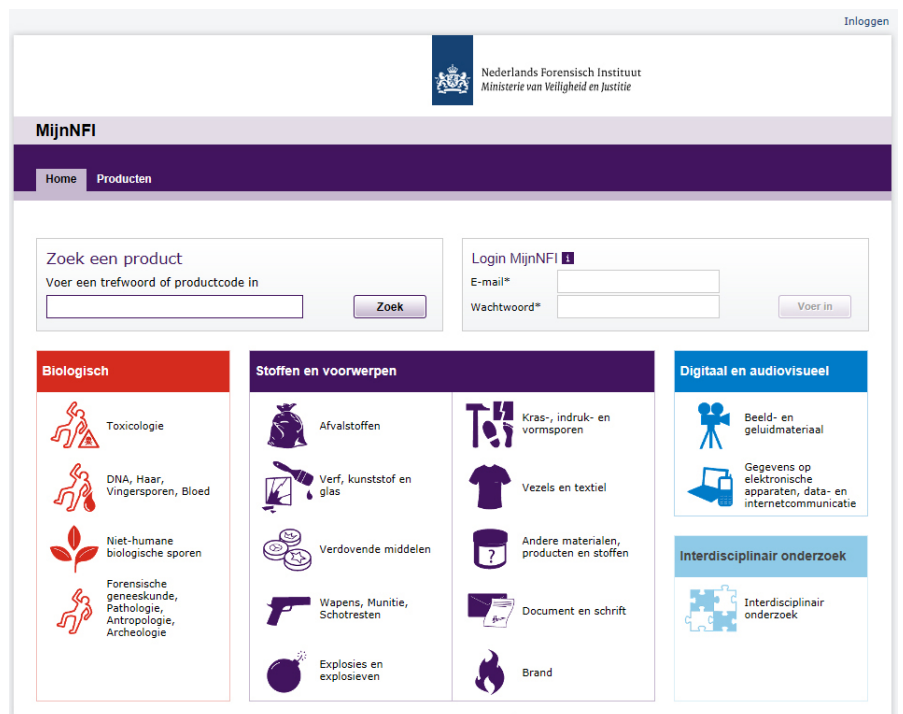 Inloggen
Nederlands Forensisch Instituut
Ministerie van Veiligheid en Justitie
MijnNFI
Home
Producten
Zoek een product
Voer een trefwoord of productcode in
Zoek
Login MijnNFI i
E-mail*
Wachtwoord*
Voer in
Biologisch
Toxicologie
DNA, Haar,
Vingersporen, Bloed
Niet-humane
biologische sporen
Forensische
geneeskunde,
Pathologie,
Antropologie,
Archeologie
Stoffen en voorwerpen
Afvalstoffen
Verf, kunststof en
glas
Verdovende middelen
Wapens, Munitie,
Schotresten
Explosies en
explosieven
Kras-, indruk- en
vormsporen
Vezels en textiel
?
Andere materialen,
producten en stoffen
Document en schrift
Brand
Digitaal en audiovisueel
Beeld- en
geluidmateriaal
Gegevens op
elektronische
apparaten, data- en
internetcommunicatie
Interdisciplinair onderzoek
Interdisciplinair
onderzoek